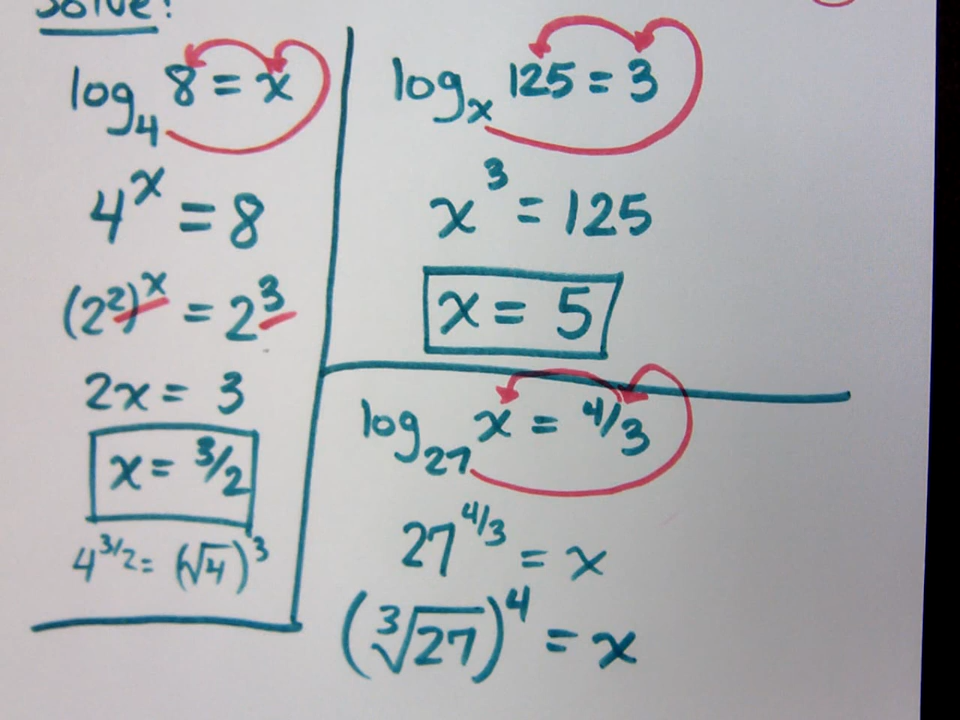 Solve:
log₄ 8 = x
4ˣ = 8
(2²)ˣ = 2³
2x = 3
x = 3/2
4^3/2 = (√4)³
logₓ 125 = 3
x³ = 125
x = 5
log₂₇ x = 4/3
27^4/3 = x
(∛27)⁴ = x